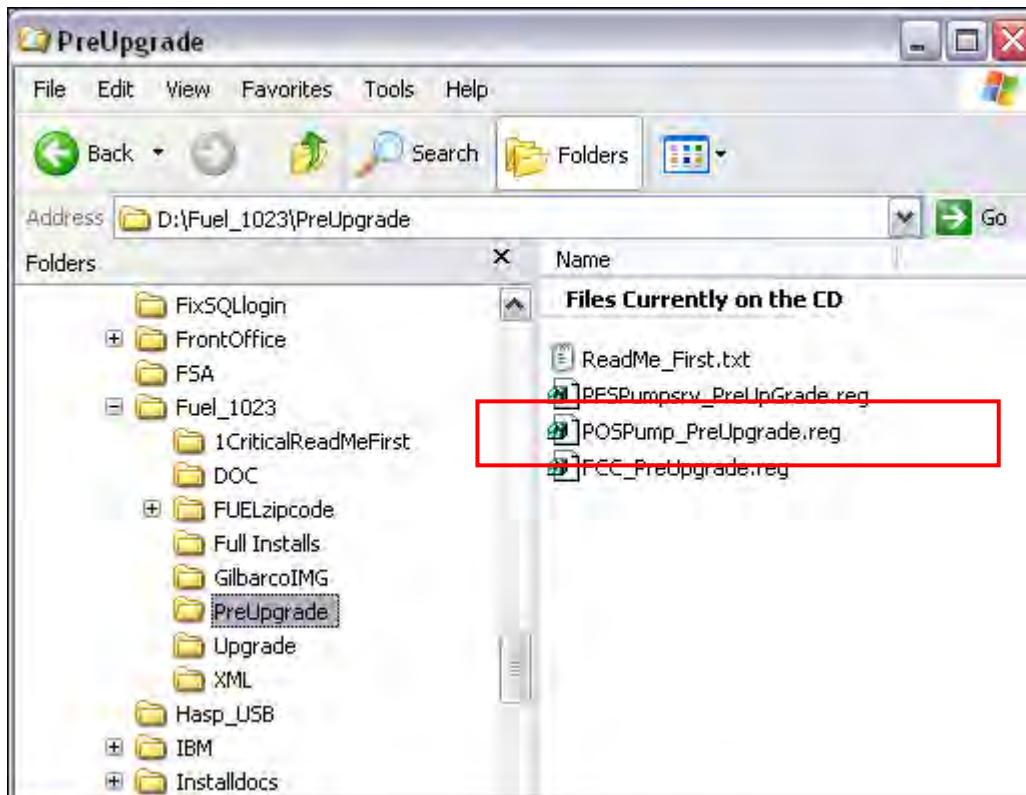 PreUpgrade
File Edit View Favorites Tools Help
Back Search Folders
Address D:\Fuel_1023\PreUpgrade Go
Folders
Name
FixSQLlogin
FrontOffice
FSA
Fuel_1023
1CriticalReadMeFirst
DOC
FUELzipcode
Full Installs
GilbarcoIMG
PreUpgrade
Upgrade
XML
Hasp_USB
IBM
Installdocs
Files Currently on the CD
ReadMe_First.txt
PESPumpsrv_PreUpGrade.reg
POSPump_PreUpgrade.reg
FCC_PreUpgrade.reg